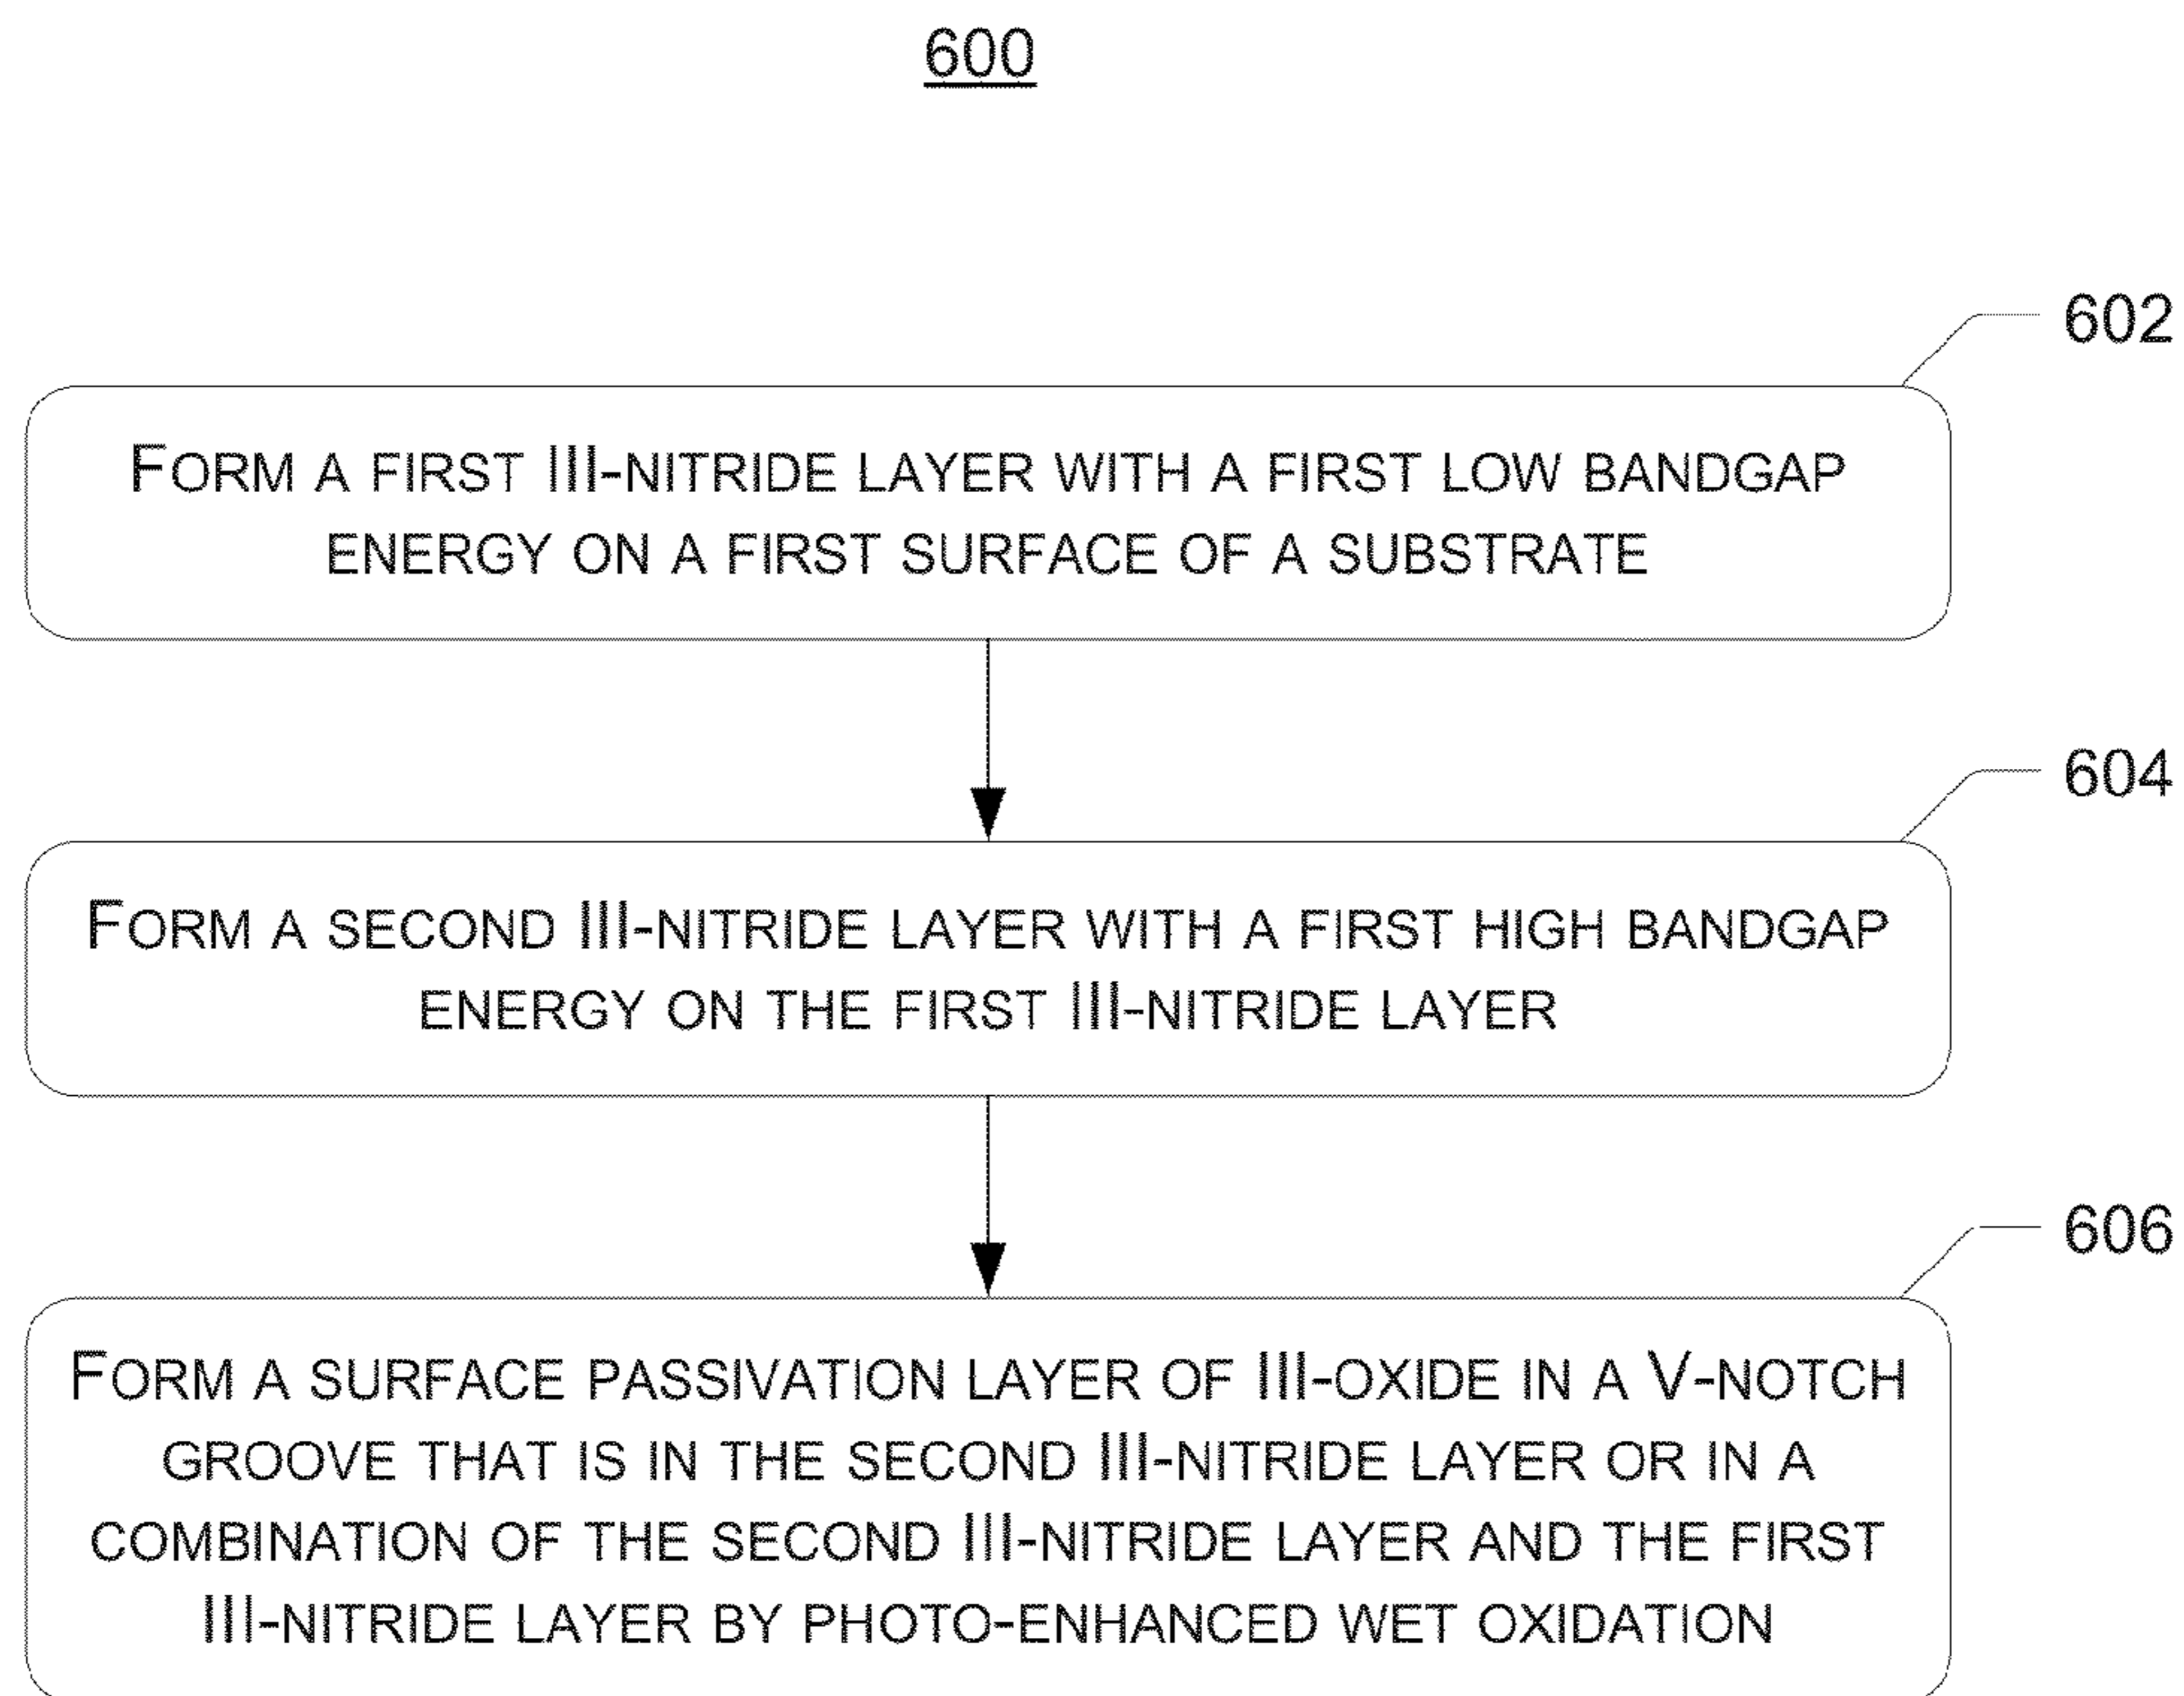 600
602
FORM A FIRST III-NITRIDE LAYER WITH A FIRST LOW BANDGAP
ENERGY ON A FIRST SURFACE OF A SUBSTRATE
604
FORM A SECOND III-NITRIDE LAYER WITH A FIRST HIGH BANDGAP
ENERGY ON THE FIRST III-NITRIDE LAYER
606
FORM A SURFACE PASSIVATION LAYER OF III-OXIDE IN A V-NOTCH
GROOVE THAT IS IN THE SECOND III-NITRIDE LAYER OR IN A
COMBINATION OF THE SECOND III-NITRIDE LAYER AND THE FIRST
III-NITRIDE LAYER BY PHOTO-ENHANCED WET OXIDATION